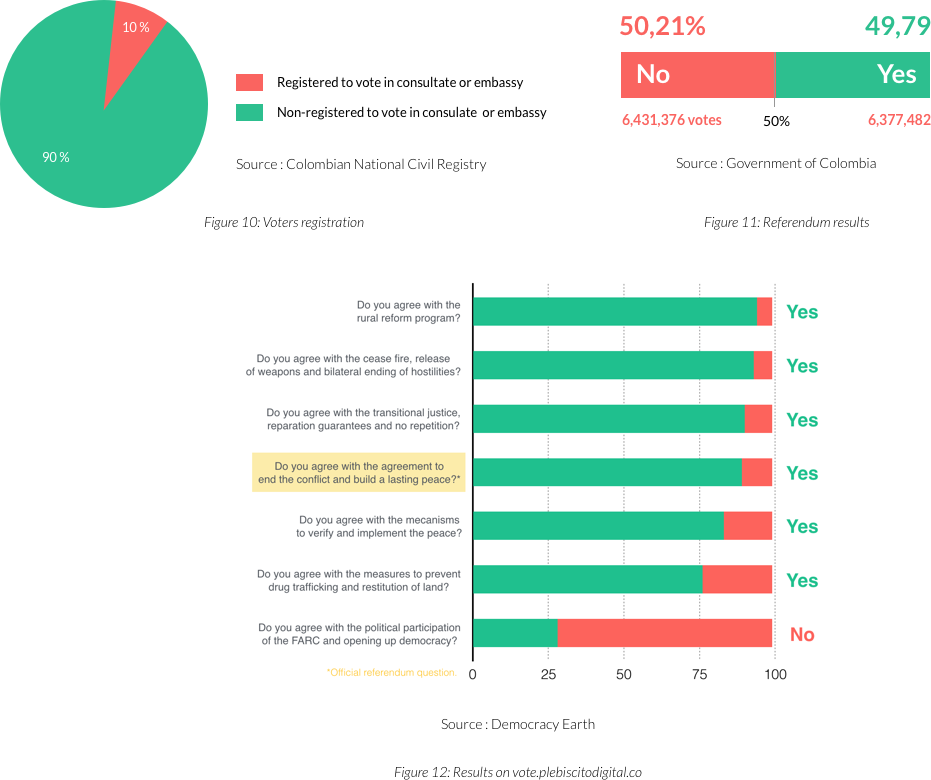 10 %
90 %
Registered to vote in consultate or embassy
Non-registered to vote in consulate or embassy
Source : Colombian National Civil Registry
Figure 10: Voters registration
50,21%
49,79
No
Yes
6,431,376 votes
50%
6,377,482
Source : Government of Colombia
Figure 11: Referendum results
Do you agree with the
rural reform program?
Yes
Do you agree with the cease fire, release
of weapons and bilateral ending of hostilities?
Yes
Do you agree with the transitional justice,
reparation guarantees and no repetition?
Yes
Do you agree with the agreement to
end the conflict and build a lasting peace?*
Yes
Do you agree with the mecanisms
to verify and implement the peace?
Yes
Do you agree with the measures to prevent
drug trafficking and restitution of land?
Yes
Do you agree with the political participation
of the FARC and opening up democracy?
No
*Official referendum question.
0 25 50 75 100
Source : Democracy Earth
Figure 12: Results on vote.plebiscitodigital.co